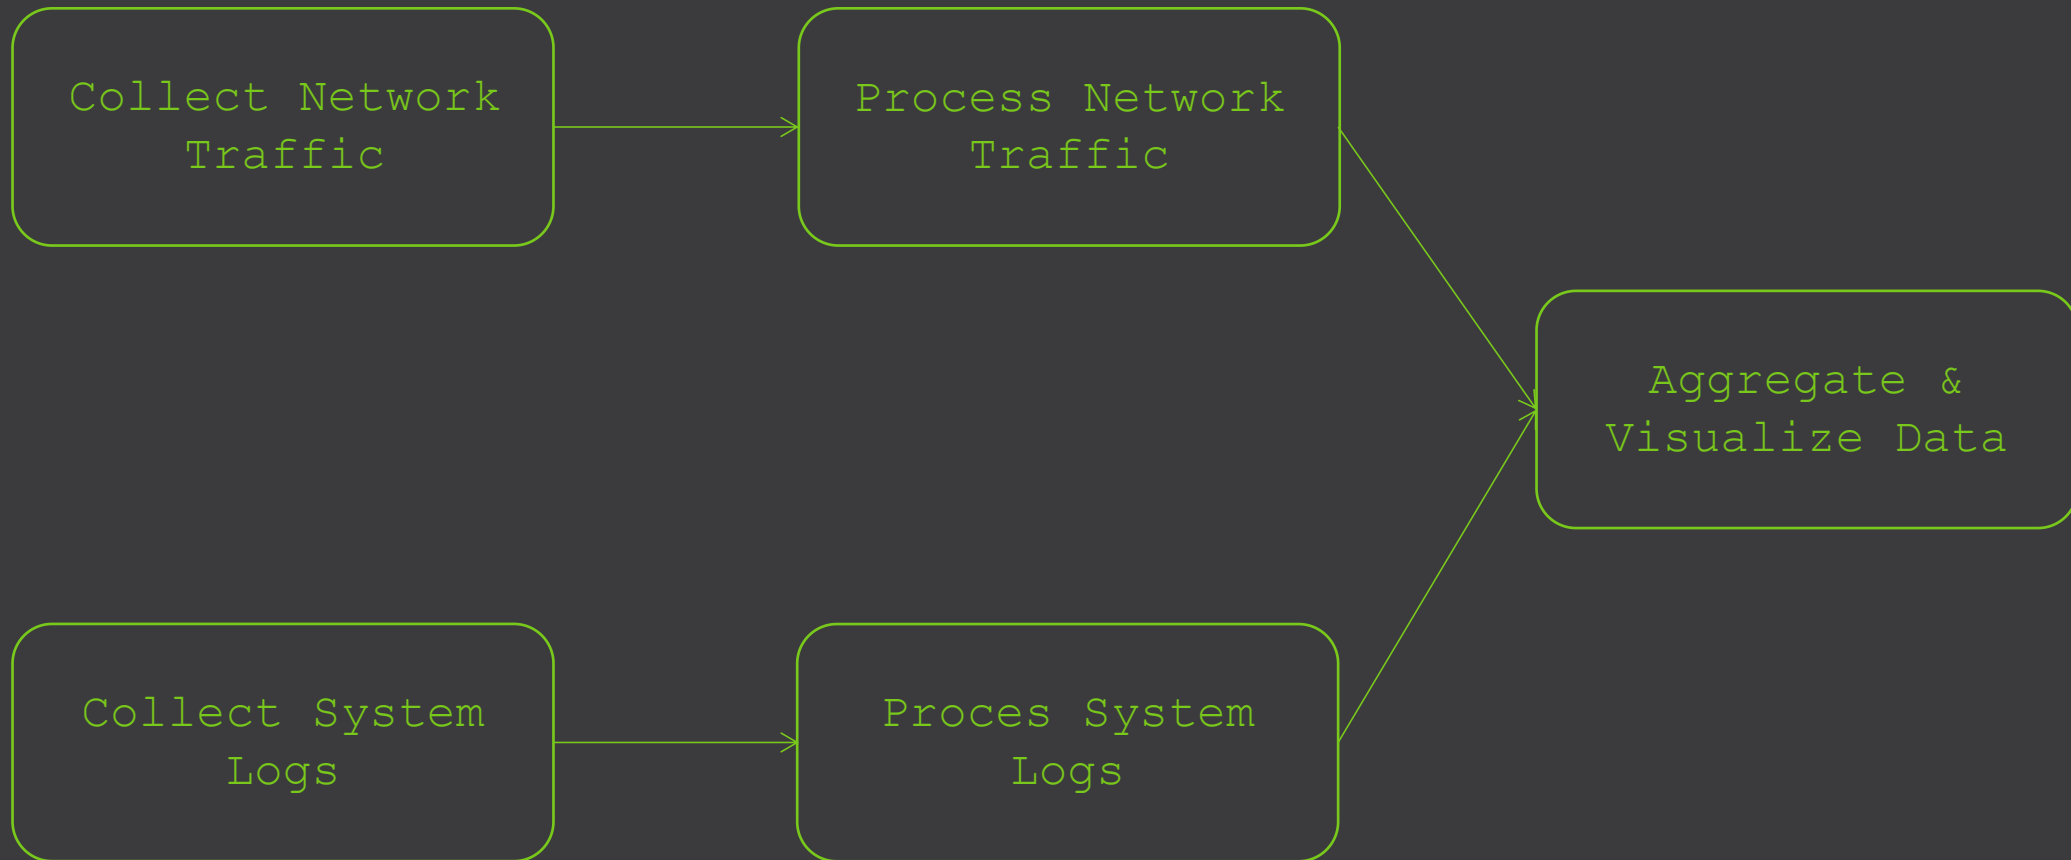 Collect Network
Traffic
Process Network
Traffic
Aggregate &
Visualize Data
Collect System
Logs
Proces System
Logs